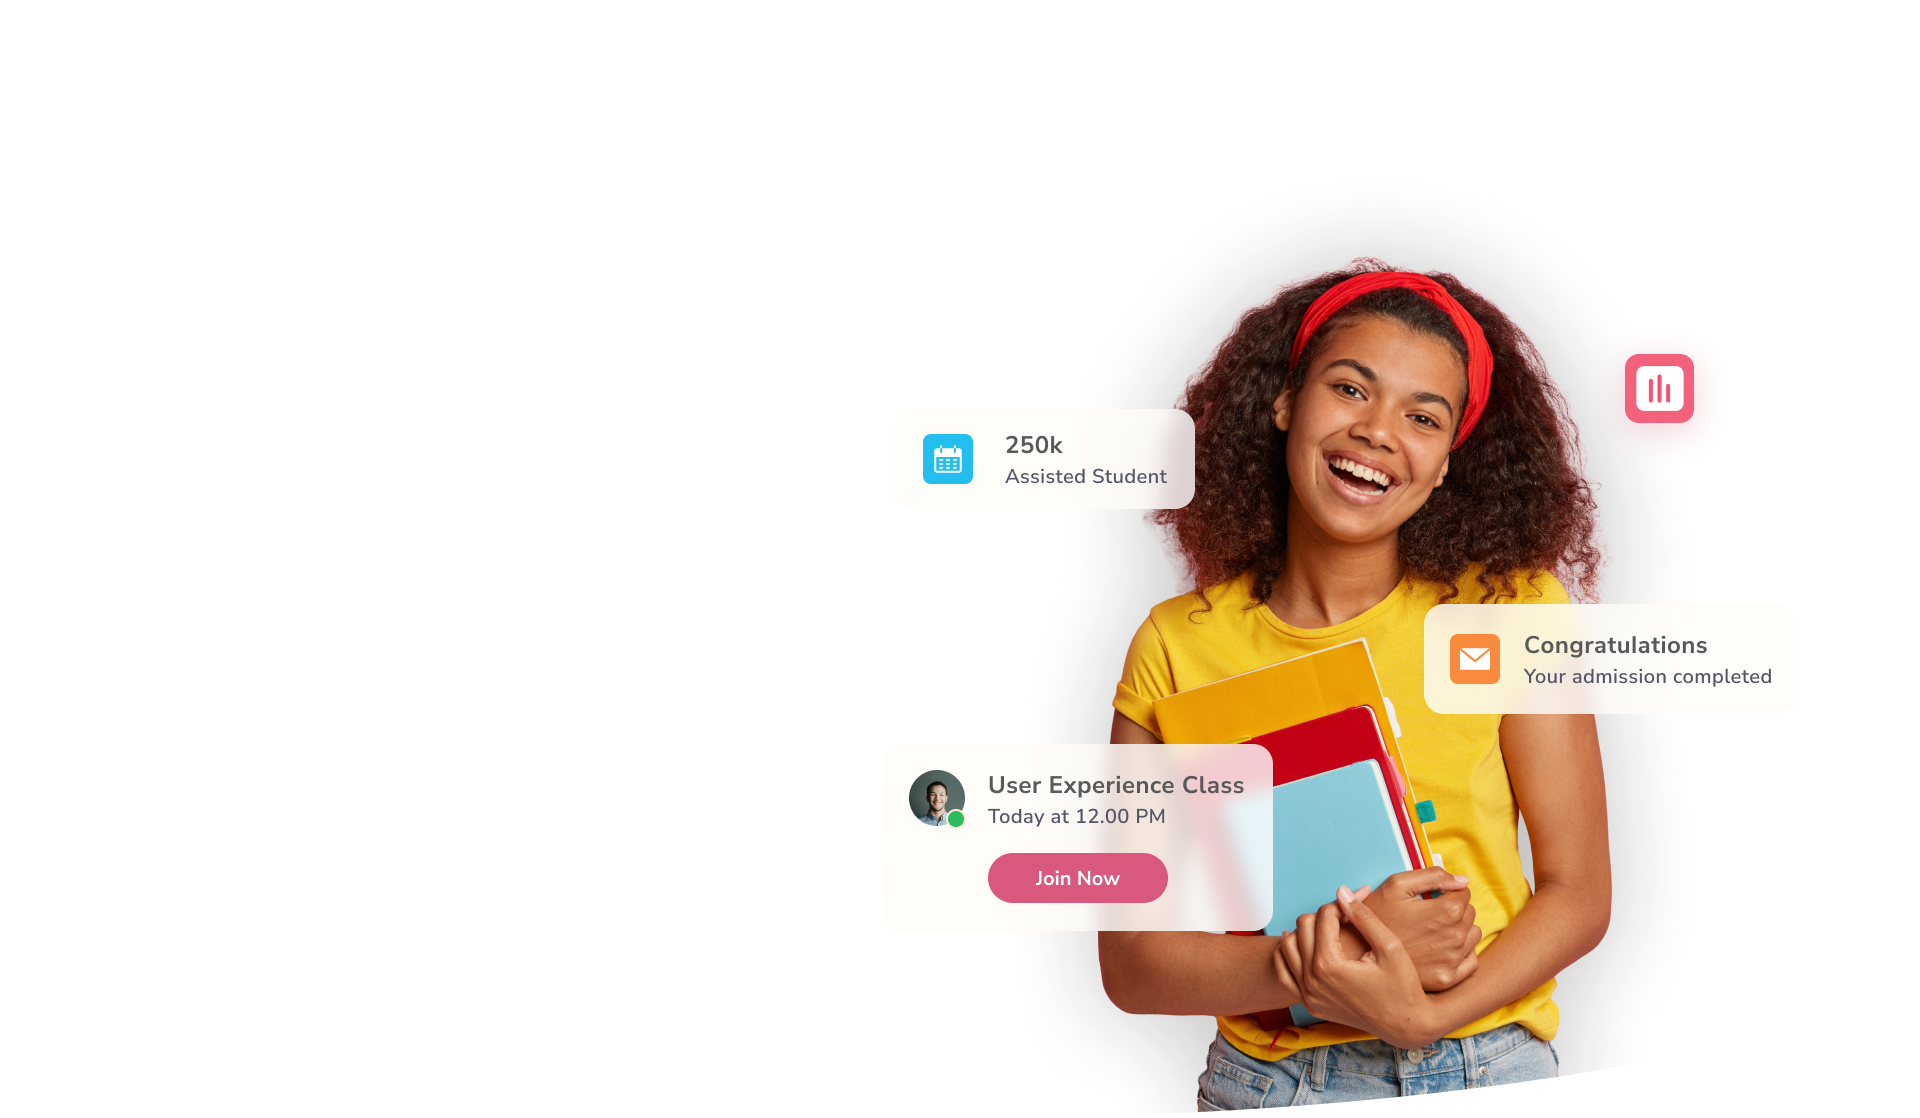 250k
Assisted Student
Congratulations
Your admission completed
User Experience Class
Today at 12.00 PM
Join Now